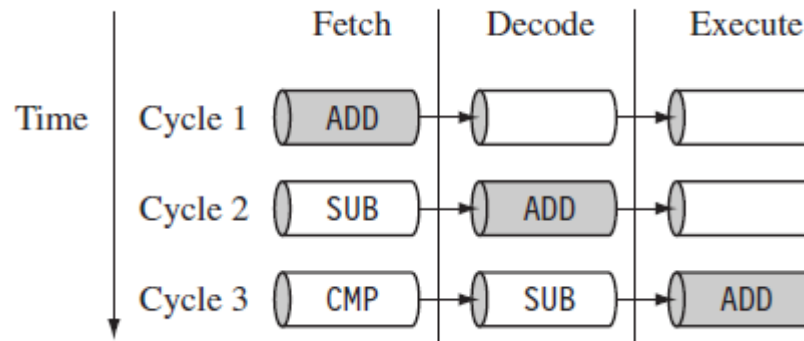 Fetch Decode Execute
Time Cycle 1 ADD
Cycle 2 SUB ADD
Cycle 3 CMP SUB ADD